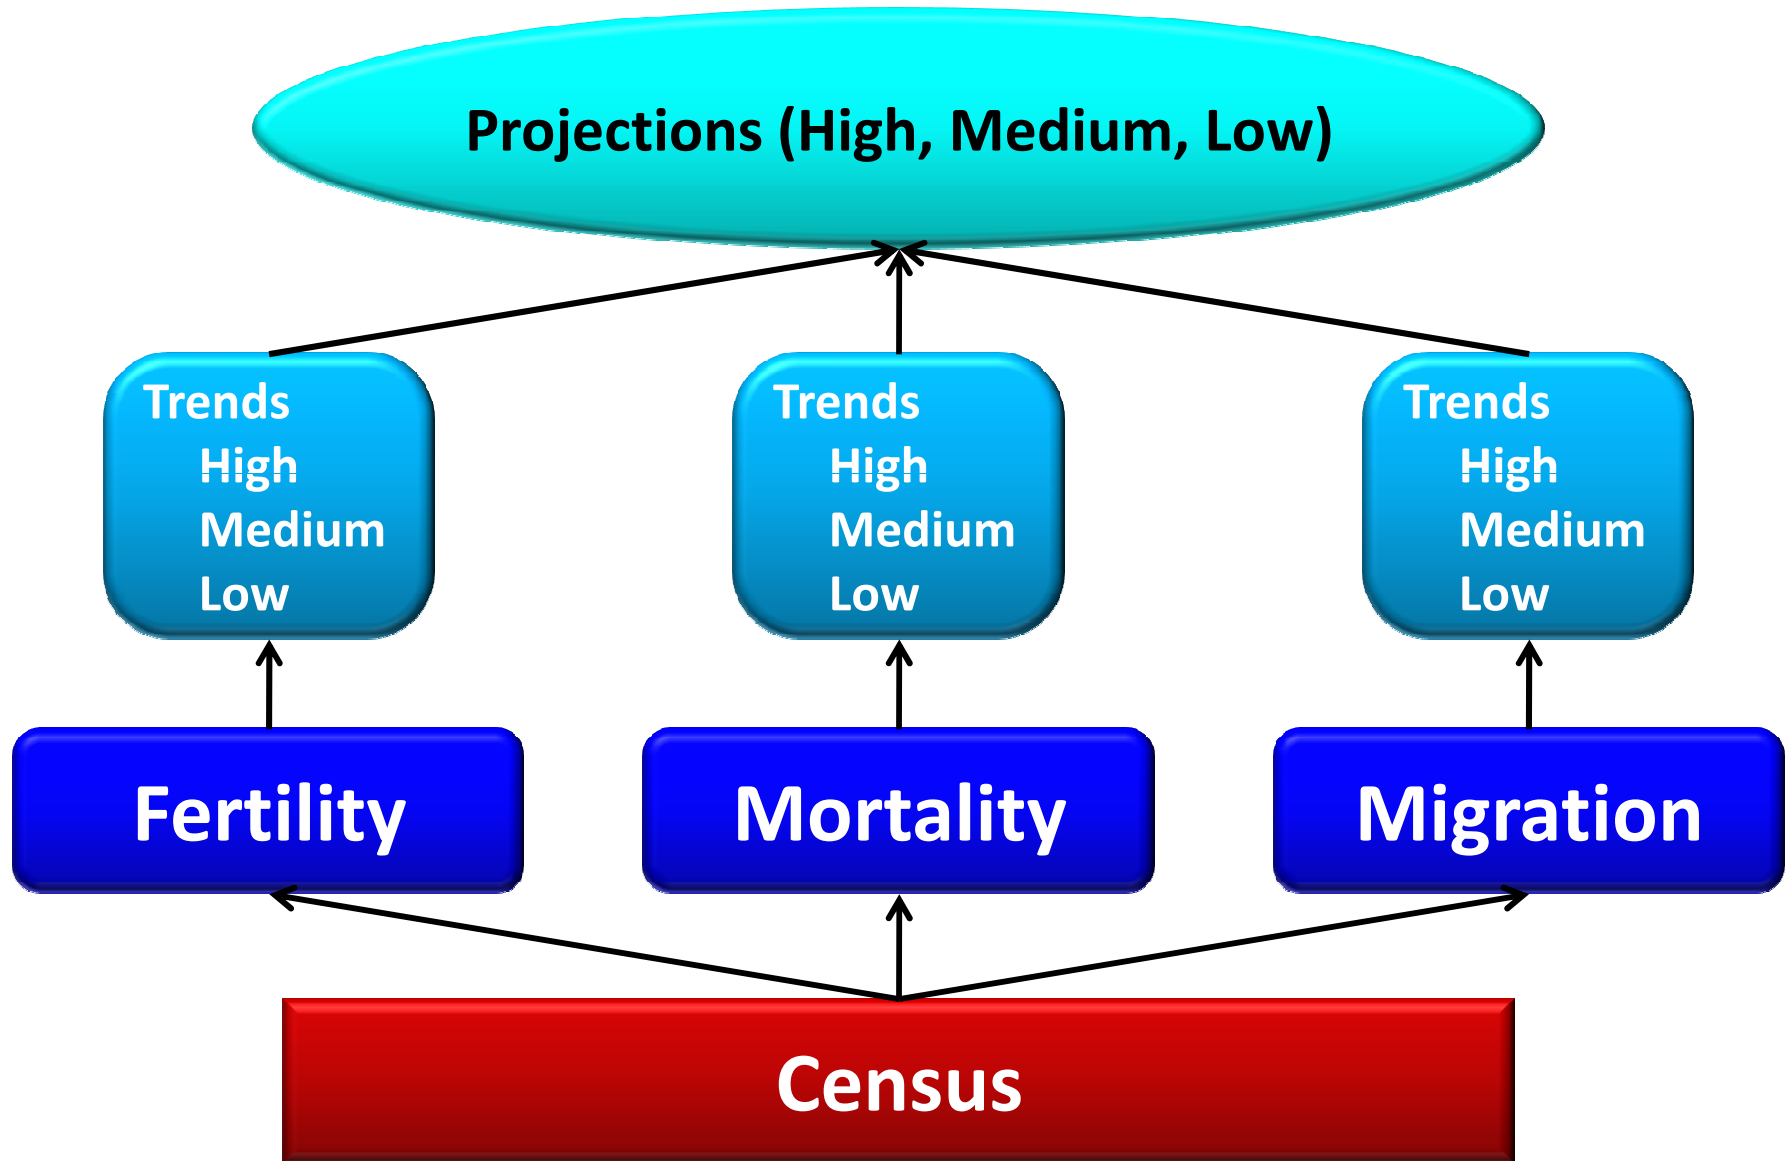 Projections (High, Medium, Low)
Trends
High
Medium
Low
Trends
High
Medium
Low
Trends
High
Medium
Low
Fertility
Mortality
Migration
Census